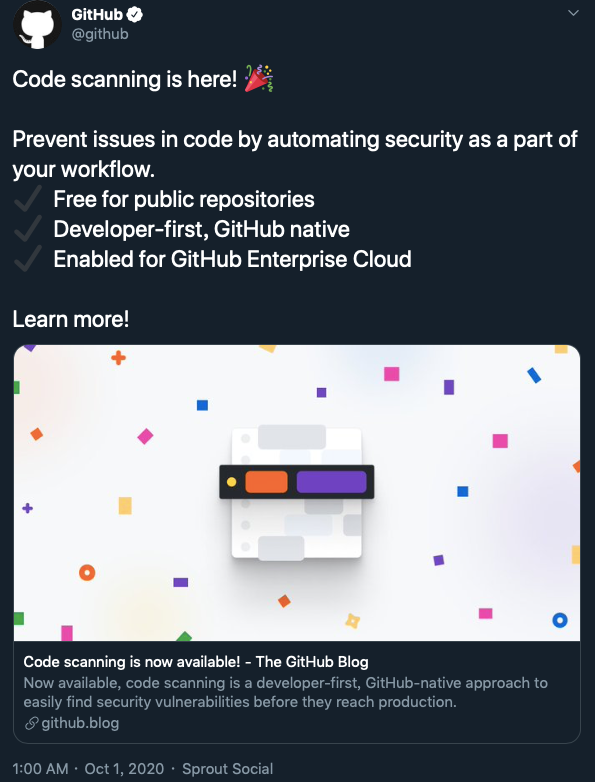 GitHub
@github
Code scanning is here! 🎉
Prevent issues in code by automating security as a part of
your workflow.
✔ Free for public repositories
✔ Developer-first, GitHub native
✔ Enabled for GitHub Enterprise Cloud
Learn more!
Code scanning is now available! - The GitHub Blog
Now available, code scanning is a developer-first, GitHub-native approach to
easily find security vulnerabilities before they reach production.
github.blog
1:00 AM · Oct 1, 2020 · Sprout Social